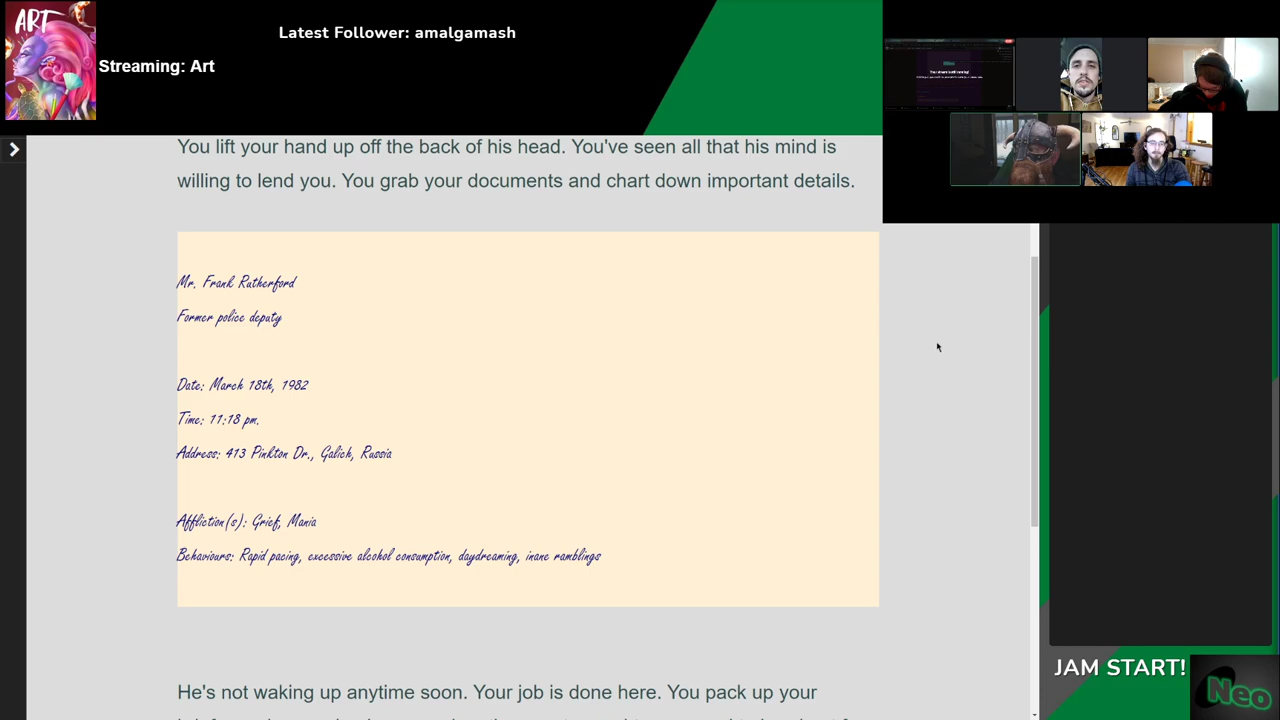 ART
Latest Follower: amalgamash
Streaming: Art
You lift your hand up off the back of his head. You've seen all that his mind is
willing to lend you. You grab your documents and chart down important details.
Mr. Frank Rutherford
Former police deputy
Date: March 18th, 1982
Time: 11:18 pm.
Address: 413 Pinkton Dr., Galich, Russia
Affliction(s): Grief, Mania
Behaviours: Rapid pacing, excessive alcohol consumption, daydreaming, inane ramblings
He's not waking up anytime soon. Your job is done here. You pack up your
JAM START!
Neo